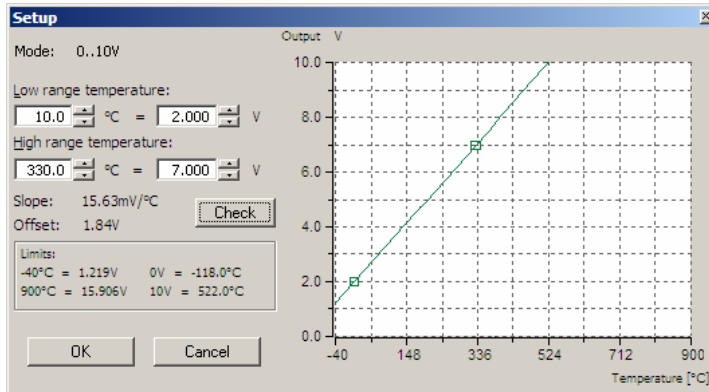 Setup
Mode: 0..10V
Low range temperature:
10.0 °C = 2.000 V
High range temperature:
330.0 °C = 7.000 V
Slope: 15.63mV/°C
Offset: 1.84V
Check
Limits:
-40°C = 1.219V 0V = -118.0°C
900°C = 15.906V 10V = 522.0°C
OK Cancel
Output V
10.0
8.0
6.0
4.0
2.0
0.0
-40 148 336 524 712 900
Temperature [°C]